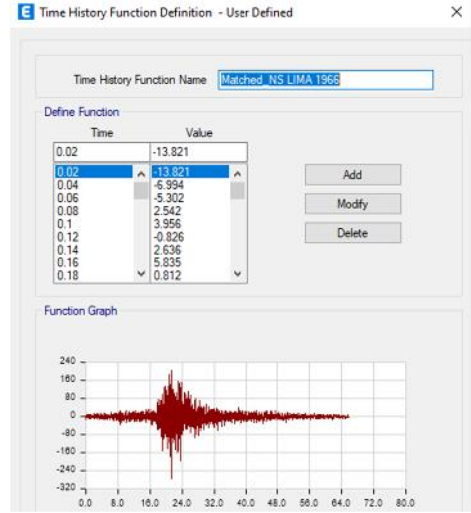 E Time History Function Definition - User Defined
Time History Function Name Matched_NS LIMA 1966
Define Function
Time Value
0.02 -13.821
0.02 -13.821
0.04 -6.994
0.06 -5.302
0.08 2.542
0.1 3.956
0.12 -0.826
0.14 2.636
0.16 5.835
0.18 0.812
Add
Modify
Delete
Function Graph
240
160
80
0
-80
-160
-240
-320
0.0 8.0 16.0 24.0 32.0 40.0 48.0 56.0 64.0 72.0 80.0